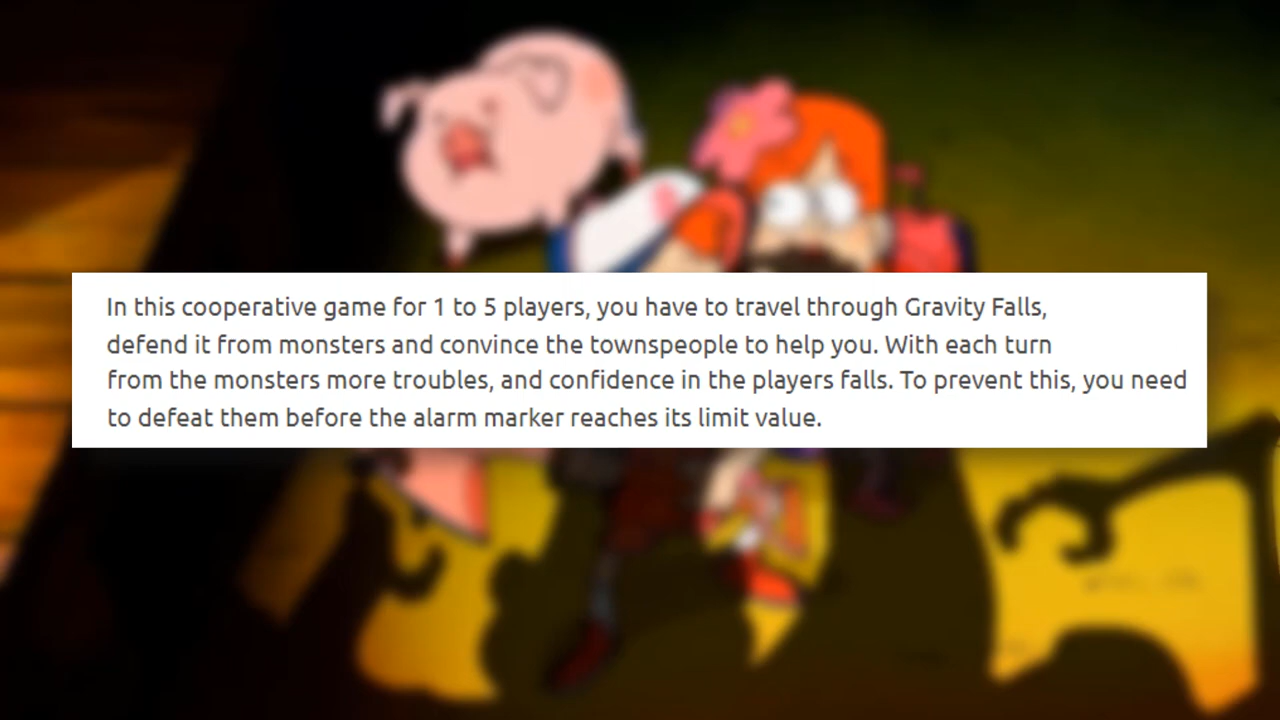 In this cooperative game for 1 to 5 players, you have to travel through Gravity Falls,
defend it from monsters and convince the townspeople to help you. With each turn
from the monsters more troubles, and confidence in the players falls. To prevent this, you need
to defeat them before the alarm marker reaches its limit value.